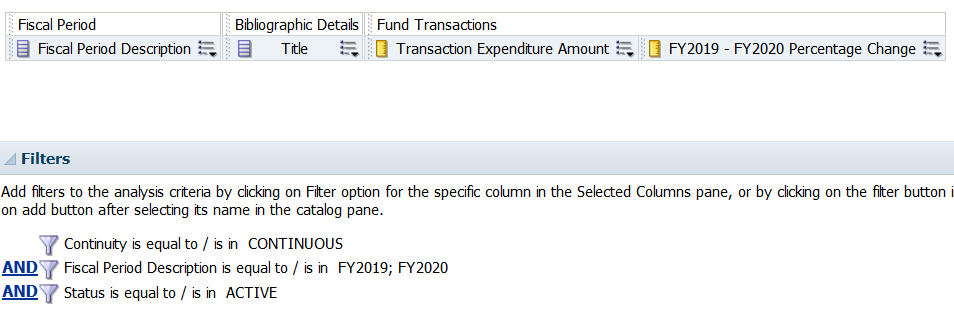 Fiscal Period Bibliographic Details Fund Transactions
Fiscal Period Description Title Transaction Expenditure Amount FY2019 - FY2020 Percentage Change
Filters
Add filters to the analysis criteria by clicking on Filter option for the specific column in the Selected Columns pane, or by clicking on the filter button i
on add button after selecting its name in the catalog pane.
Continuity is equal to / is in CONTINUOUS
AND Fiscal Period Description is equal to / is in FY2019; FY2020
AND Status is equal to / is in ACTIVE